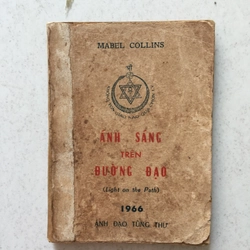 MABEL COLLINS
ÁNH SÁNG
TRÊN
ĐƯỜNG ĐẠO
(Light on the Path)
1966
ÁNH ĐẠO TÙNG THƯ